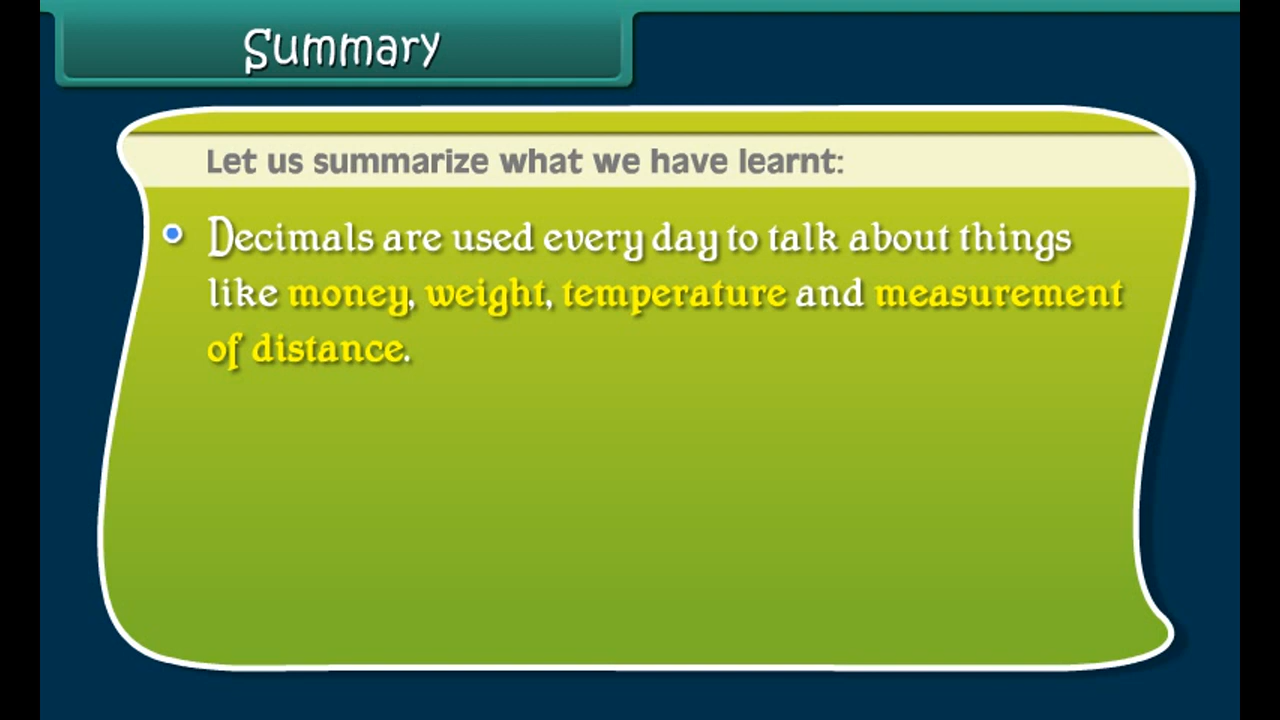 Summary
Let us summarize what we have learnt:
Decimals are used every day to talk about things
like money, weight, temperature and measurement
of distance.